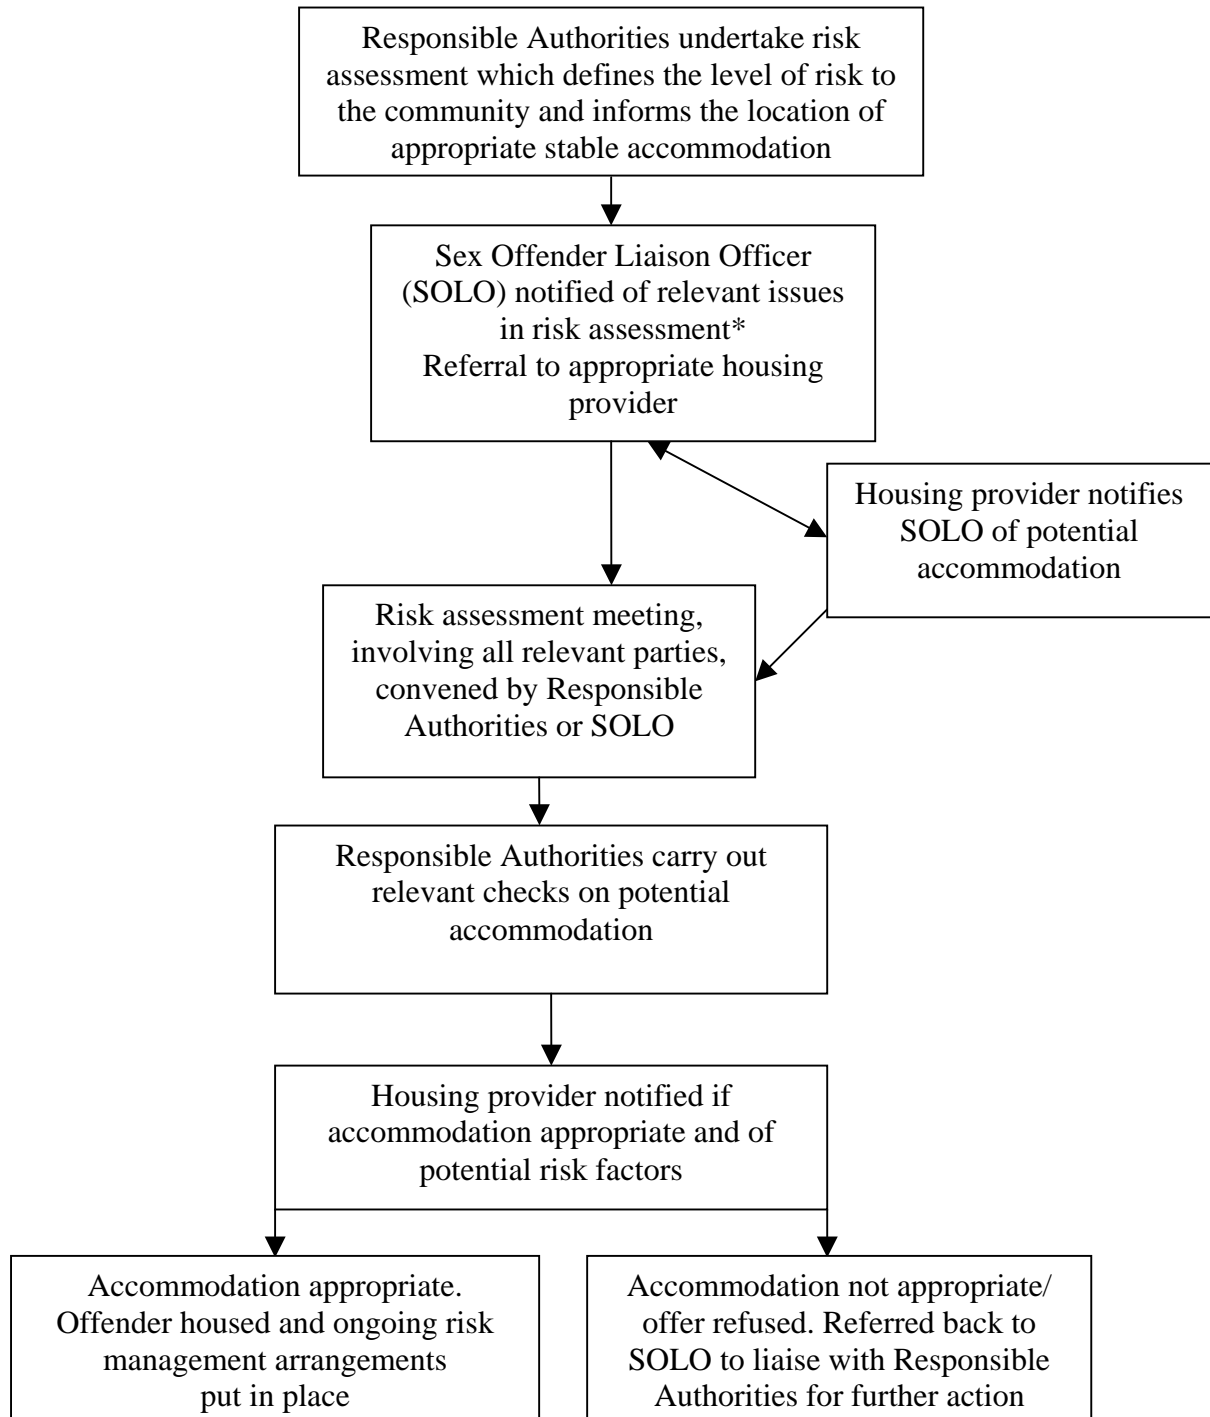 Responsible Authorities undertake risk
assessment which defines the level of risk to
the community and informs the location of
appropriate stable accommodation
Sex Offender Liaison Officer
(SOLO) notified of relevant issues
in risk assessment*
Referral to appropriate housing
provider
Housing provider notifies
SOLO of potential
accommodation
Risk assessment meeting,
involving all relevant parties,
convened by Responsible
Authorities or SOLO
Responsible Authorities carry out
relevant checks on potential
accommodation
Housing provider notified if
accommodation appropriate and of
potential risk factors
Accommodation appropriate.
Offender housed and ongoing risk
management arrangements
put in place
Accommodation not appropriate/
offer refused. Referred back to
SOLO to liaise with Responsible
Authorities for further action